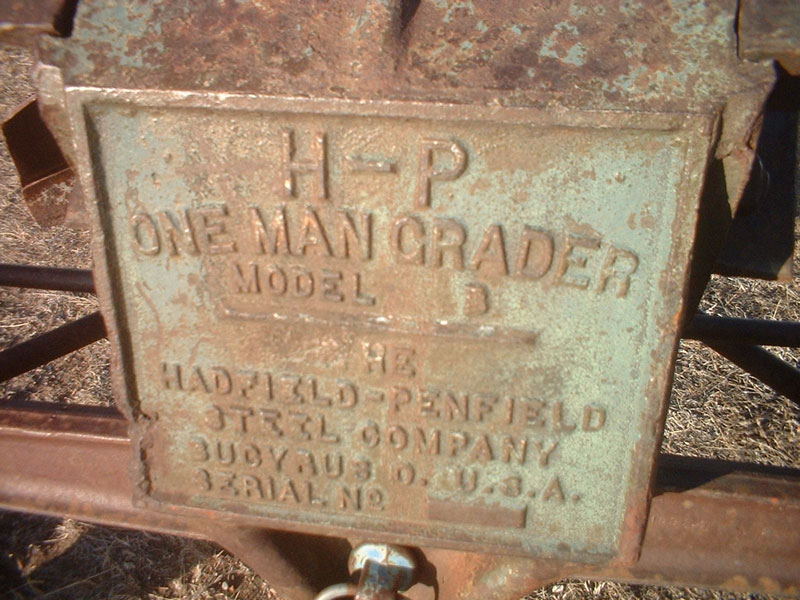 H-P
ONE MAN GRADER
MODEL B
THE
HADFIELD-PENFIELD
STEEL COMPANY
BUCYRUS O. U.S.A.
SERIAL NO